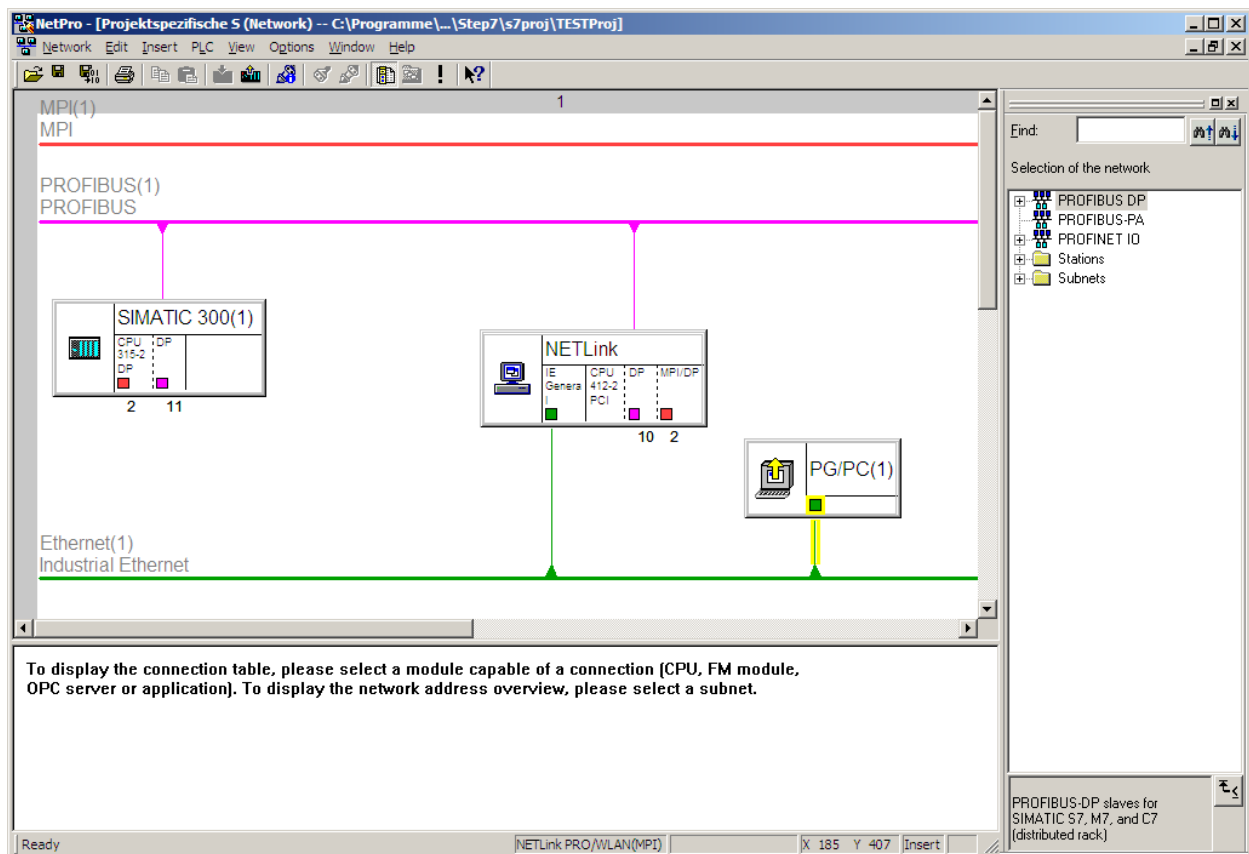 NetPro - [Projektspezifische S (Network) -- C:\Programme\...\Step7\s7proj\TESTProj]
Network Edit Insert PLC View Options Window Help
1
MPI(1)
MPI
PROFIBUS(1)
PROFIBUS
SIMATIC 300(1)
CPU
315-2
DP
DP
2 11
NETLink
IE
Genera
l
CPU
412-2
PCI
DP
MPI/DP
10 2
PG/PC(1)
Ethernet(1)
Industrial Ethernet
Find:
Selection of the network
PROFIBUS DP
PROFIBUS-PA
PROFINET IO
Stations
Subnets
To display the connection table, please select a module capable of a connection (CPU, FM module,
OPC server or application). To display the network address overview, please select a subnet.
PROFIBUS-DP slaves for
SIMATIC S7, M7, and C7
(distributed rack)
Ready
NETLink PRO/WLAN(MPI)
X 185 Y 407
Insert